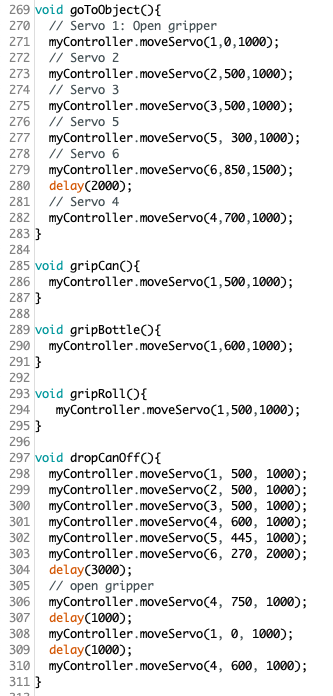 269 void goToObject(){
270   // Servo 1: Open gripper
271   myController.moveServo(1,0,1000);
272   // Servo 2
273   myController.moveServo(2,500,1000);
274   // Servo 3
275   myController.moveServo(3,500,1000);
276   // Servo 5
277   myController.moveServo(5, 300,1000);
278   // Servo 6
279   myController.moveServo(6,850,1500);
280   delay(2000);
281   // Servo 4
282   myController.moveServo(4,700,1000);
283 }
284
285 void gripCan(){
286   myController.moveServo(1,500,1000);
287 }
288
289 void gripBottle(){
290   myController.moveServo(1,600,1000);
291 }
292
293 void gripRoll(){
294    myController.moveServo(1,500,1000);
295 }
296
297 void dropCanOff(){
298   myController.moveServo(1, 500, 1000);
299   myController.moveServo(2, 500, 1000);
300   myController.moveServo(3, 500, 1000);
301   myController.moveServo(4, 600, 1000);
302   myController.moveServo(5, 445, 1000);
303   myController.moveServo(6, 270, 2000);
304   delay(3000);
305   // open gripper
306   myController.moveServo(4, 750, 1000);
307   delay(1000);
308   myController.moveServo(1, 0, 1000);
309   delay(1000);
310   myController.moveServo(4, 600, 1000);
311 }